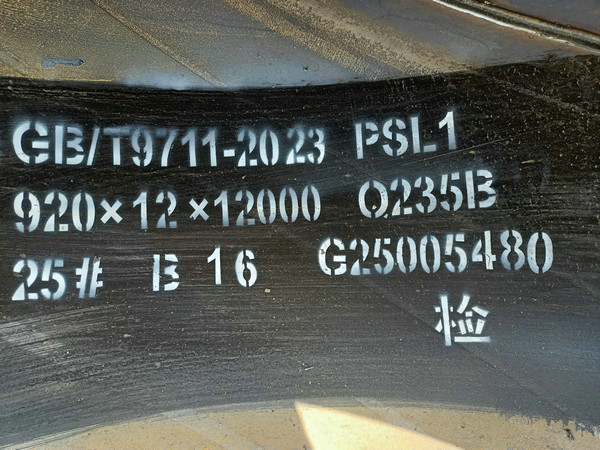 GB/T9711-2023 PSL1
920×12×12000 Q235B
25# B 16 G25005480
检